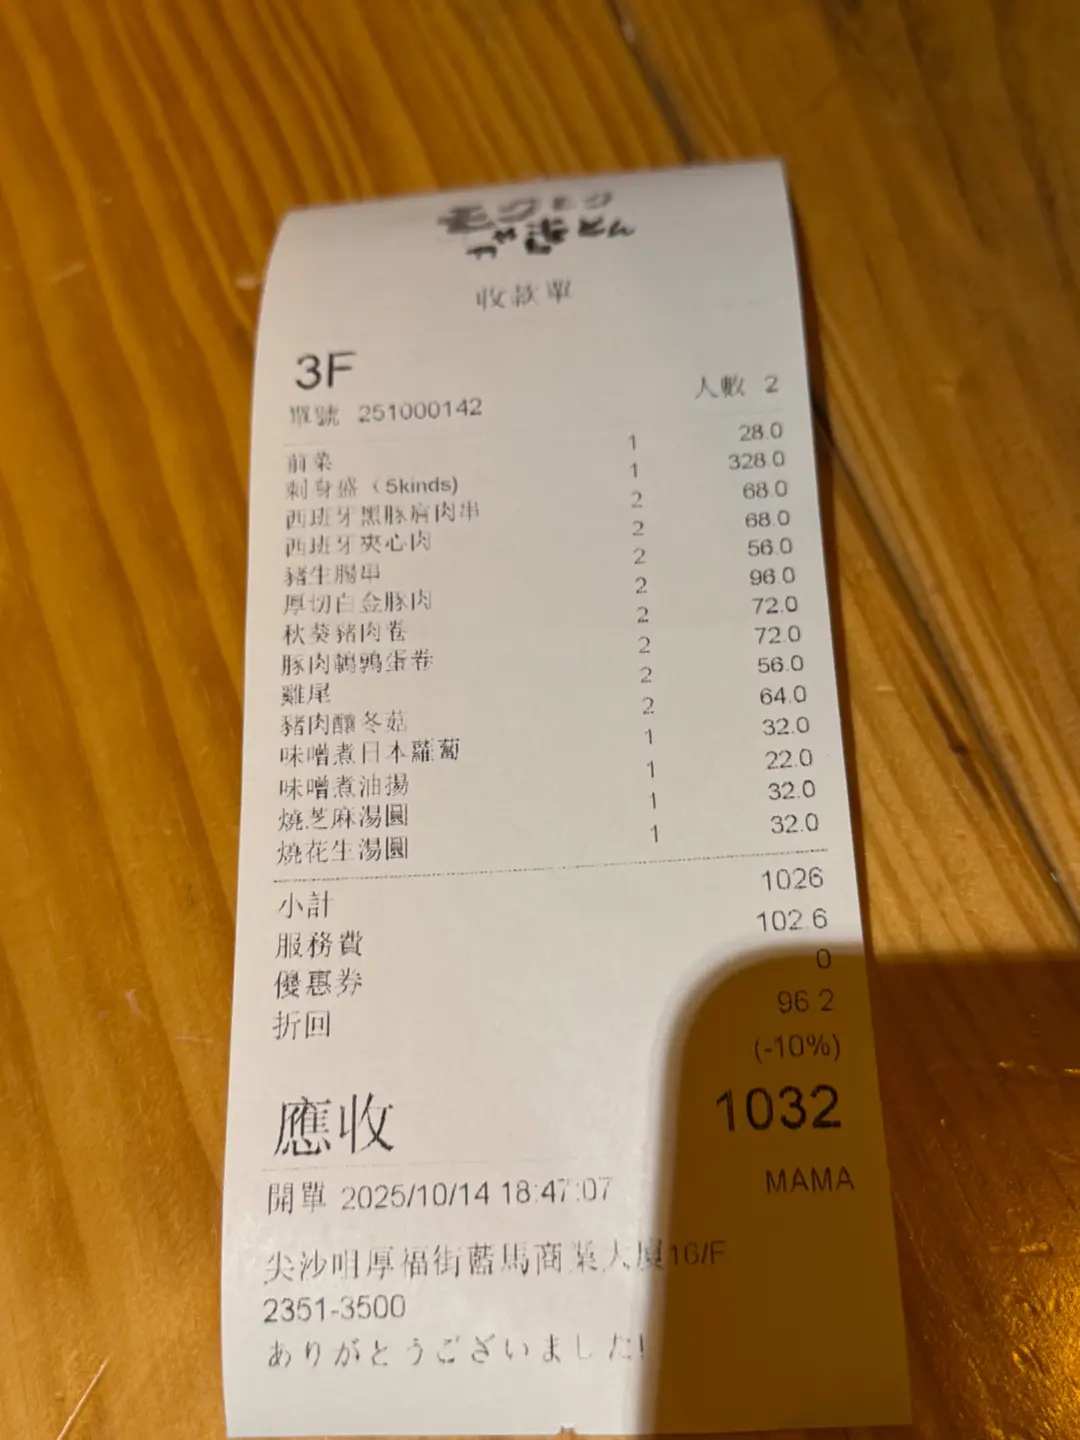 モクモク
收款單
3F
人數 2
單號 251000142
前菜 1 28.0
刺身盛 (5kinds) 1 328.0
西班牙黑豚肩肉串 2 68.0
西班牙夾心肉 2 68.0
豬生腸串 2 56.0
厚切白金豚肉 2 96.0
秋葵豬肉卷 2 72.0
豚肉鵪鶉蛋卷 2 72.0
雞尾 2 56.0
豬肉釀冬菇 2 64.0
味噌煮日本蘿蔔 1 32.0
味噌煮油揚 1 22.0
燒芝麻湯圓 1 32.0
燒花生湯圓 1 32.0
小計 1026
服務費 102.6
優惠券 0
折回 96.2
(-10%)
應收 1032
開單 2025/10/14 18:47:07 MAMA
尖沙咀厚福街藍馬商業大廈16/F
2351-3500
ありがとうございました!